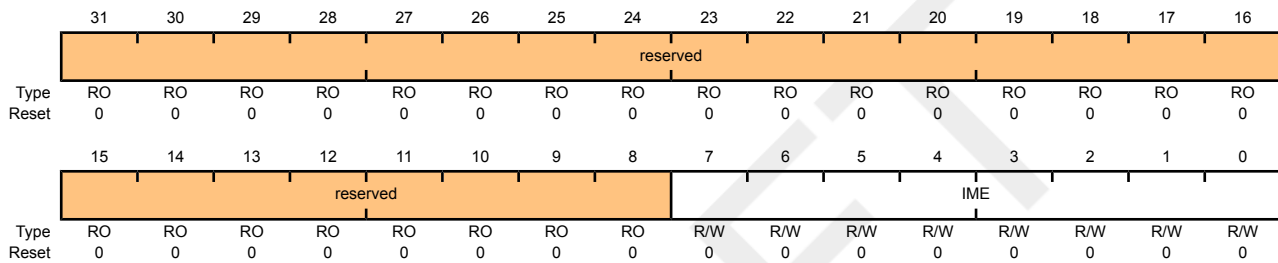 31 30 29 28 27 26 25 24 23 22 21 20 19 18 17 16
reserved
Type RO RO RO RO RO RO RO RO RO RO RO RO RO RO RO RO
Reset 0 0 0 0 0 0 0 0 0 0 0 0 0 0 0 0
15 14 13 12 11 10 9 8 7 6 5 4 3 2 1 0
reserved IME
Type RO RO RO RO RO RO RO RO R/W R/W R/W R/W R/W R/W R/W R/W
Reset 0 0 0 0 0 0 0 0 0 0 0 0 0 0 0 0